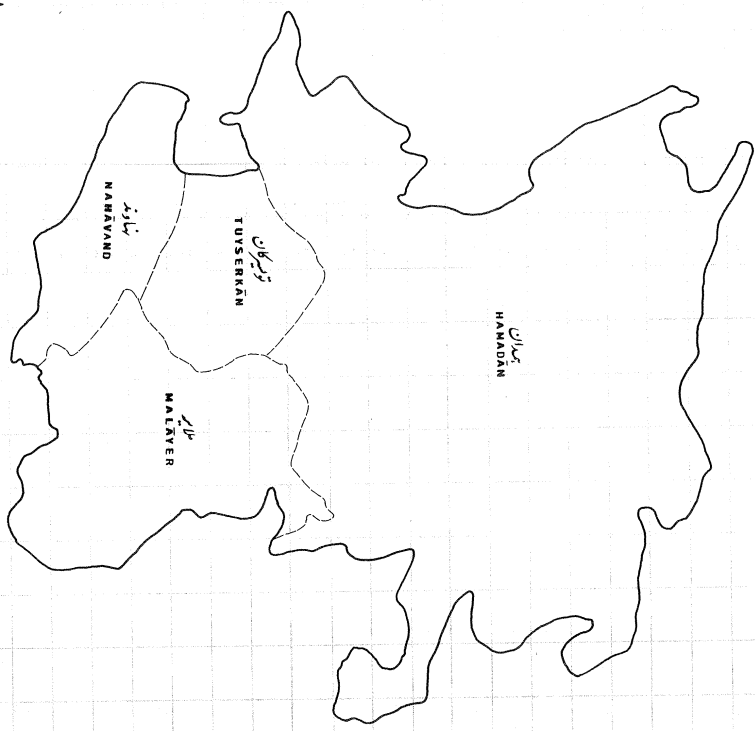 نهاوند
NAHĀVAND
تویسرکان
TUYSERKĀN
همدان
HAMADĀN
ملایر
MALĀYER